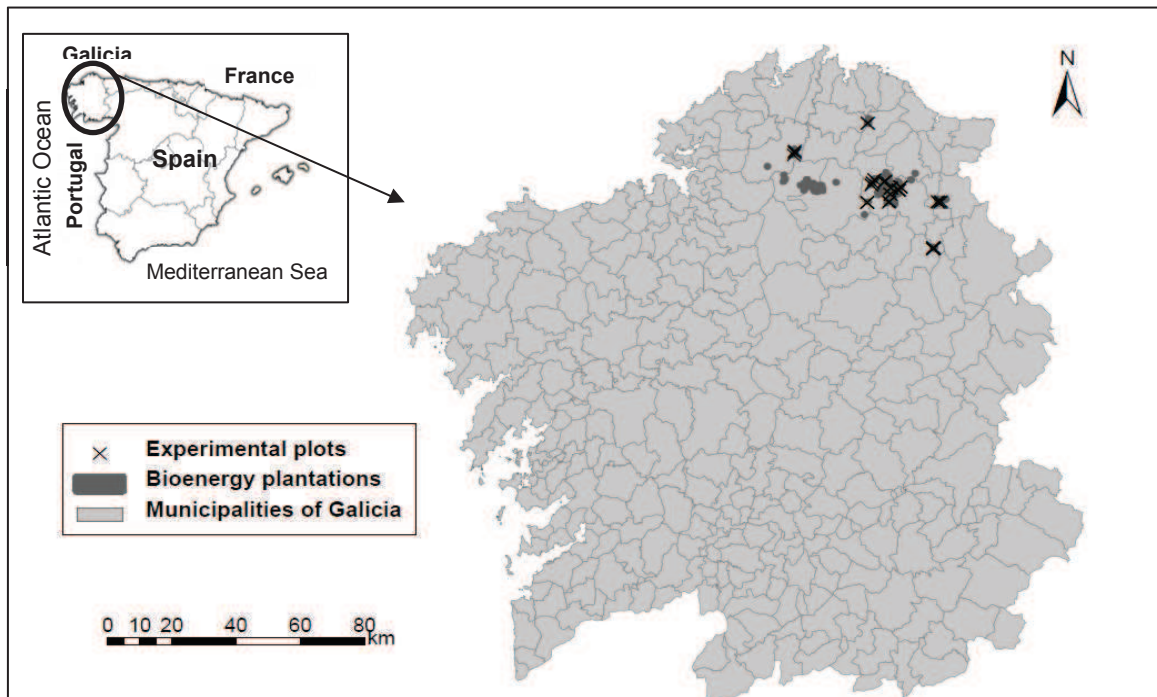 Galicia
France
Atlantic Ocean
Portugal
Spain
Mediterranean Sea
N
Experimental plots
Bioenergy plantations
Municipalities of Galicia
0 10 20 40 60 80
km